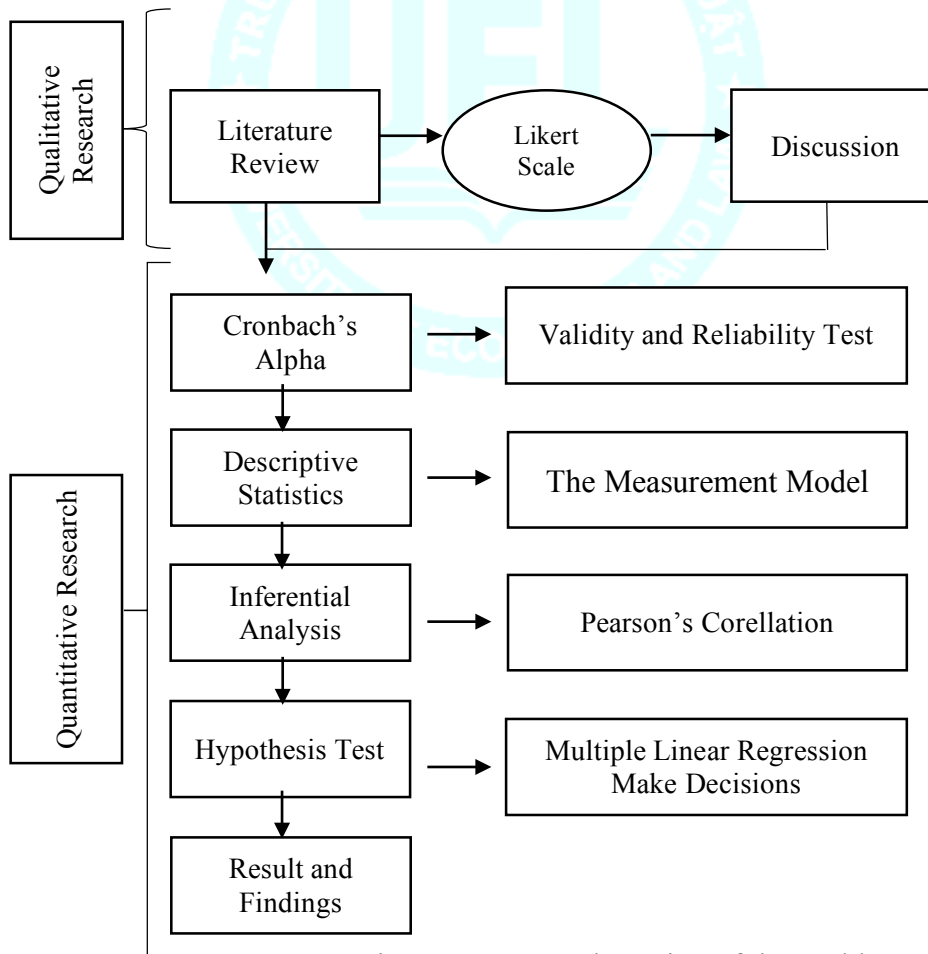 Qualitative
Research
Literature
Review
Likert
Scale
Discussion
Quantitative Research
Cronbach’s
Alpha
Validity and Reliability Test
Descriptive
Statistics
The Measurement Model
Inferential
Analysis
Pearson’s Corellation
Hypothesis Test
Multiple Linear Regression
Make Decisions
Result and
Findings